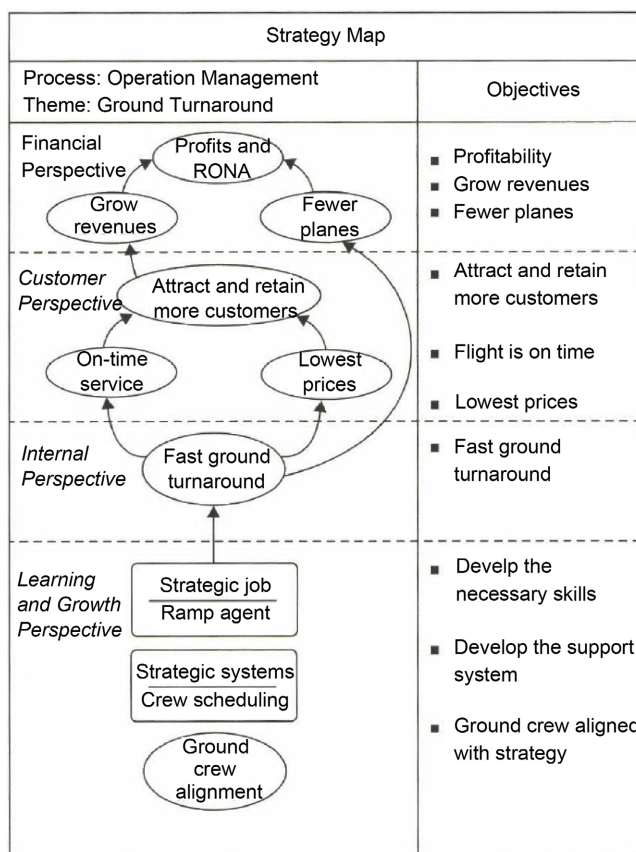 Strategy Map
Process: Operation Management
Theme: Ground Turnaround
Objectives
Financial
Perspective
Profits and
RONA
Grow
revenues
Fewer
planes
▪ Profitability
▪ Grow revenues
▪ Fewer planes
Customer
Perspective
Attract and retain
more customers
On-time
service
Lowest
prices
▪ Attract and retain
more customers
▪ Flight is on time
▪ Lowest prices
Internal
Perspective
Fast ground
turnaround
▪ Fast ground
turnaround
Learning
and Growth
Perspective
Strategic job
Ramp agent
Strategic systems
Crew scheduling
Ground
crew
alignment
▪ Develp the
necessary skills
▪ Develop the support
system
▪ Ground crew aligned
with strategy